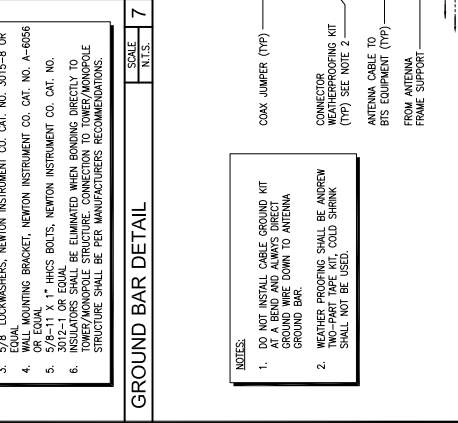 3. 5/8" LOCKWASHERS, NEWTON INSTRUMENT CO. CAT. NO. 3015-8 OR
EQUAL
4. WALL MOUNTING BRACKET, NEWTON INSTRUMENT CO. CAT. NO. A-6056
OR EQUAL
5. 5/8-11 X 1" HHCS BOLTS, NEWTON INSTRUMENT CO. CAT. NO.
3012-1 OR EQUAL
6. INSULATORS SHALL BE ELIMINATED WHEN BONDING DIRECTLY TO
TOWER/MONOPOLE STRUCTURE. CONNECTION TO TOWER/MONOPOLE
STRUCTURE SHALL BE PER MANUFACTURERS RECOMMENDATIONS.
GROUND BAR DETAIL
SCALE
N.T.S.
7
NOTES:
1. DO NOT INSTALL CABLE GROUND KIT
AT A BEND AND ALWAYS DIRECT
GROUND WIRE DOWN TO ANTENNA
GROUND BAR.
2. WEATHER PROOFING SHALL BE ANDREW
TWO-PART TAPE KIT, COLD SHRINK
SHALL NOT BE USED.
COAX JUMPER (TYP)
CONNECTOR
WEATHERPROOFING KIT
(TYP) SEE NOTE 2
ANTENNA CABLE TO
BTS EQUIPMENT (TYP)
FROM ANTENNA
FRAME SUPPORT